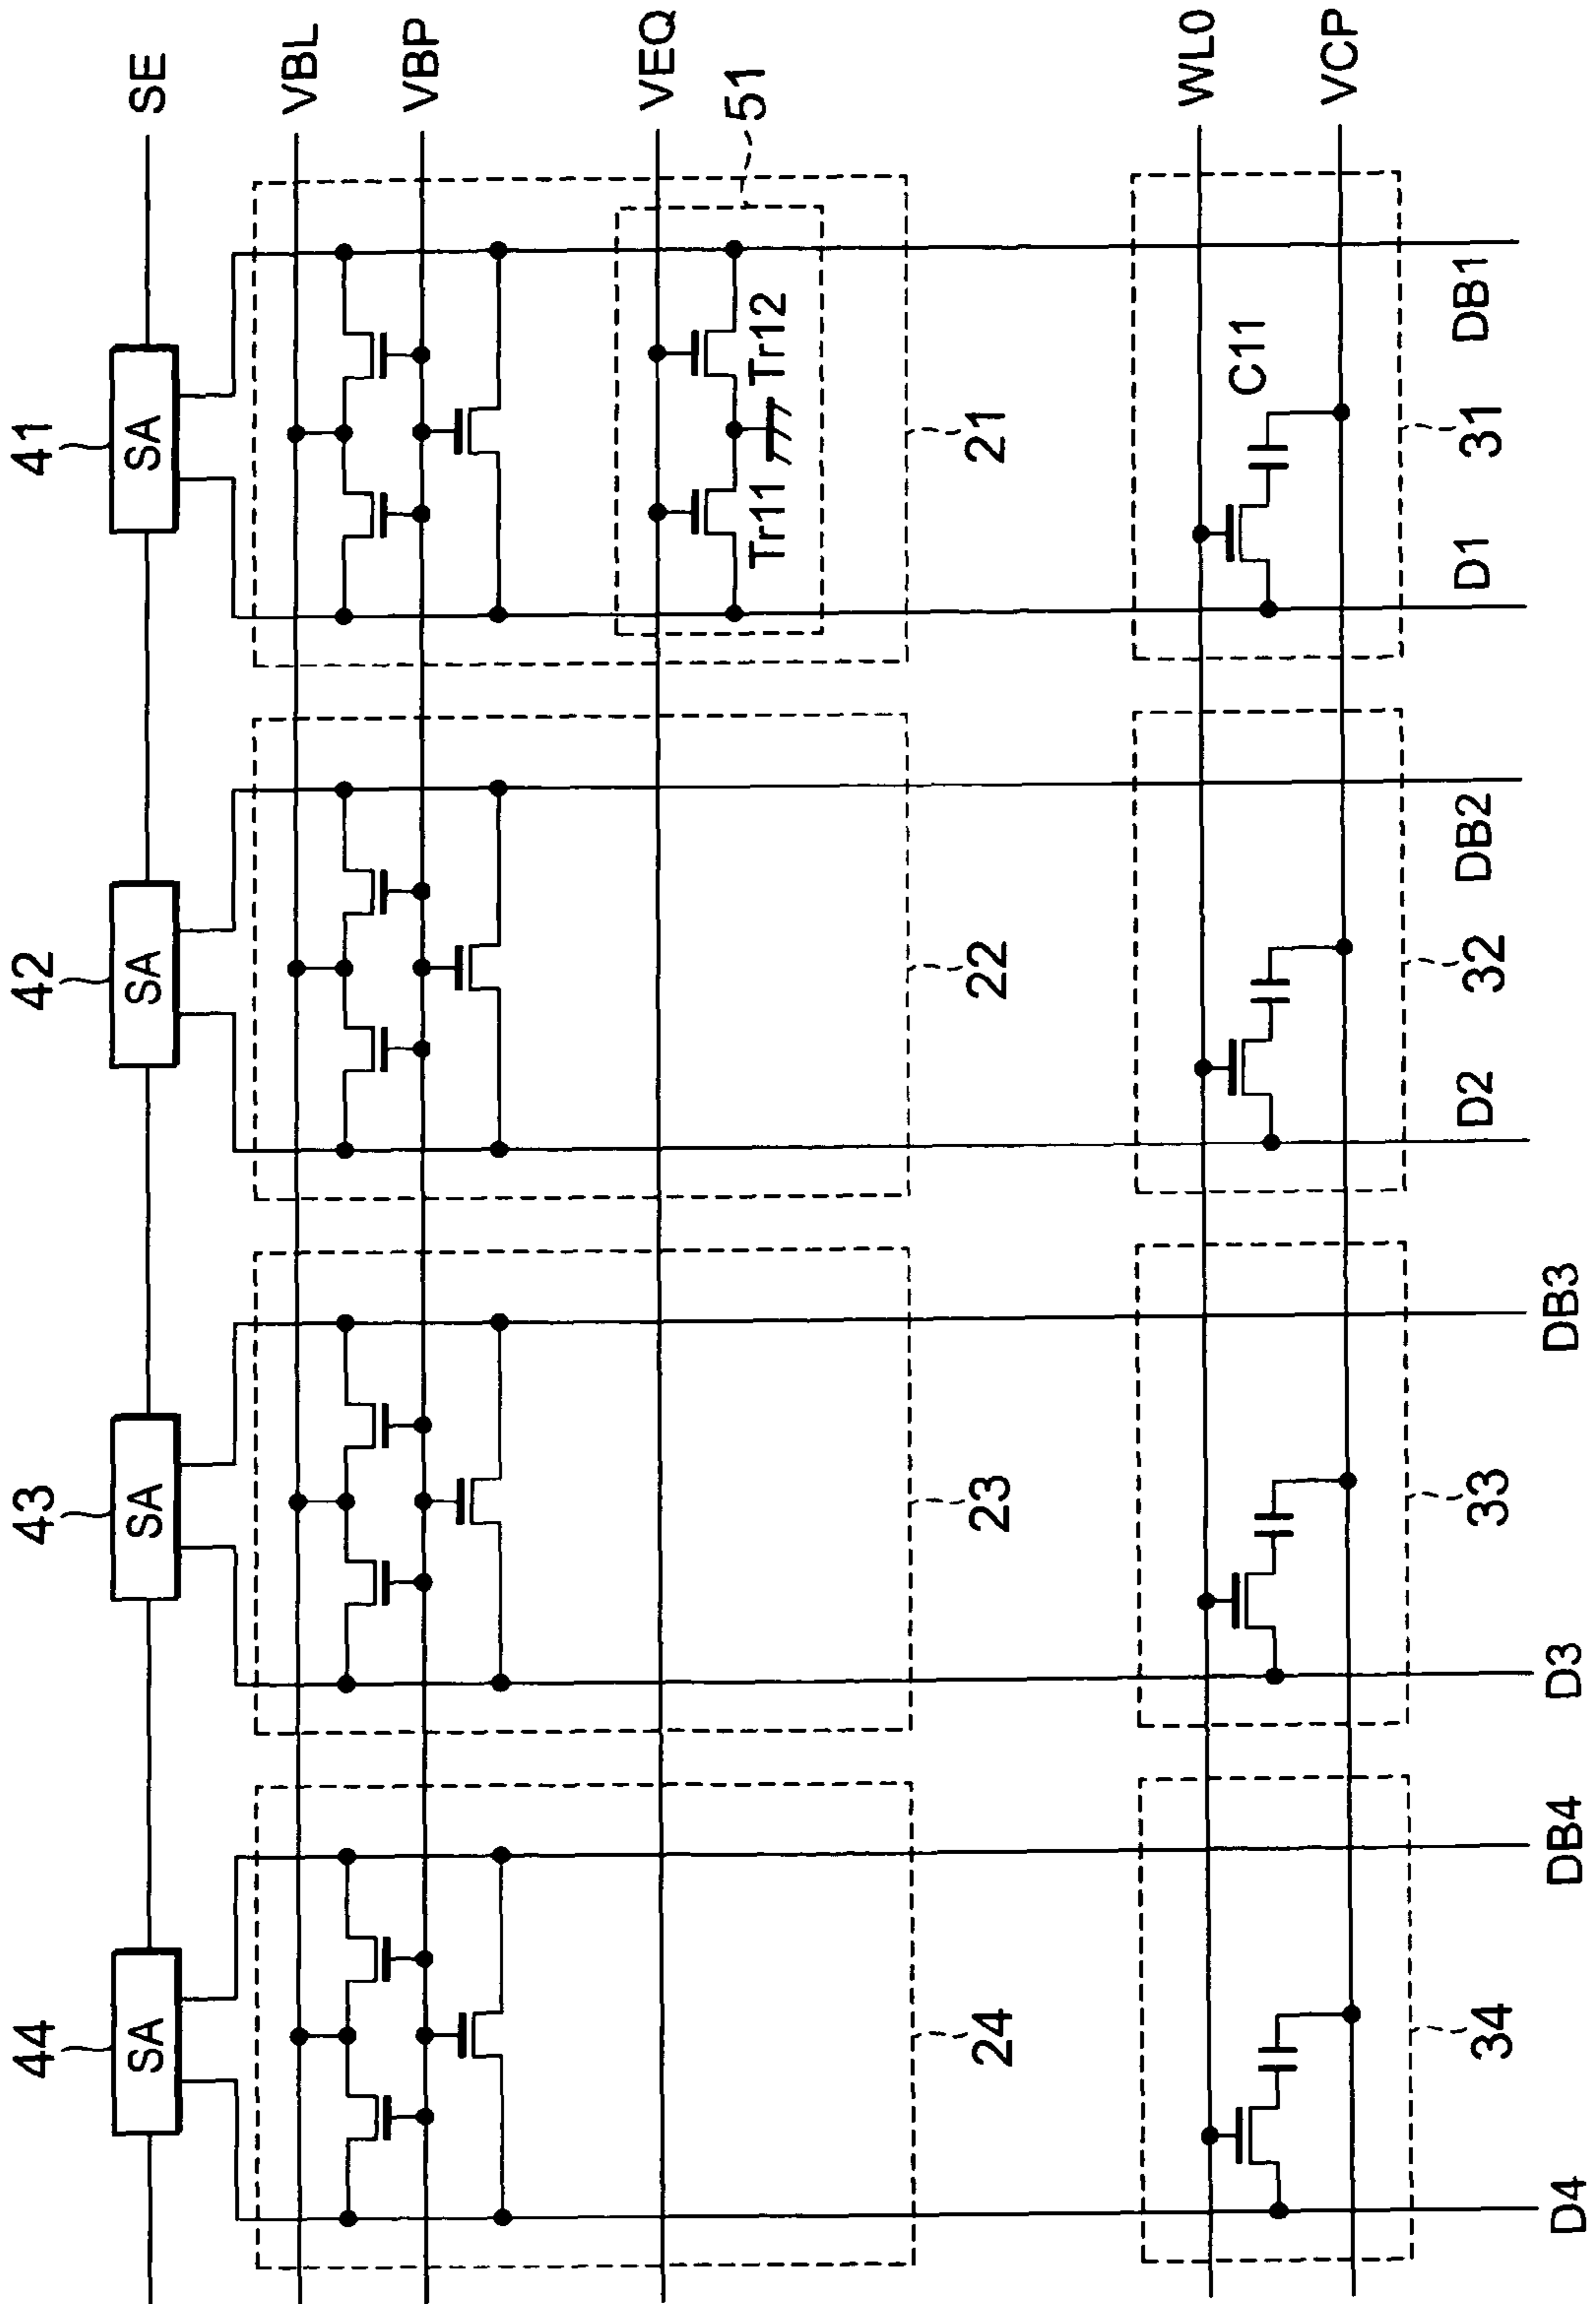 44
43
42
41
SA
SA
SA
SA
SE
VBL
VBP
VEQ
51
Tr11
Tr12
24
23
22
21
WL0
C11
VCP
34
33
32
31
D4
DB4
D3
DB3
D2
DB2
D1
DB1